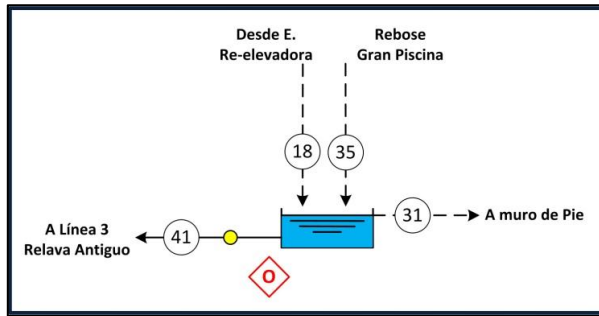 Desde E.
Re-elevadora
Rebose
Gran Piscina
18
35
31
A muro de Pie
A Línea 3
Relava Antiguo
41
O